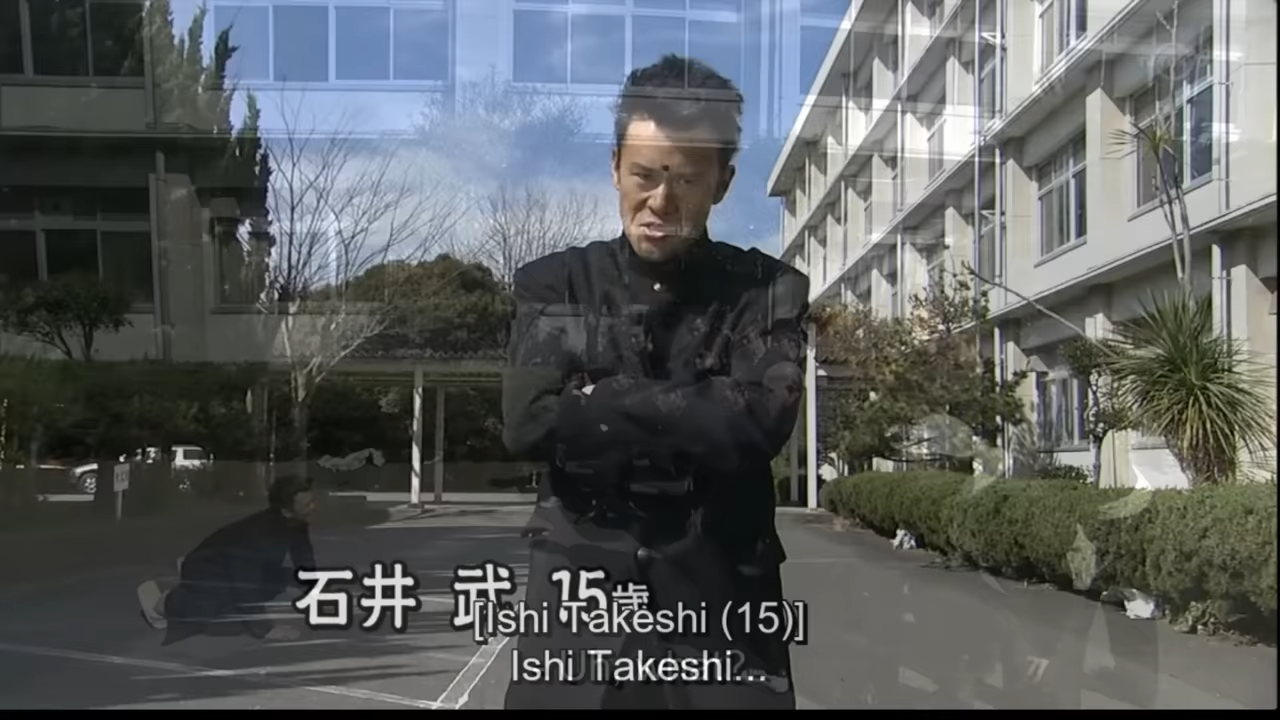 石井 武 15歳
[Ishi Takeshi (15)]
Ishi Takeshi...